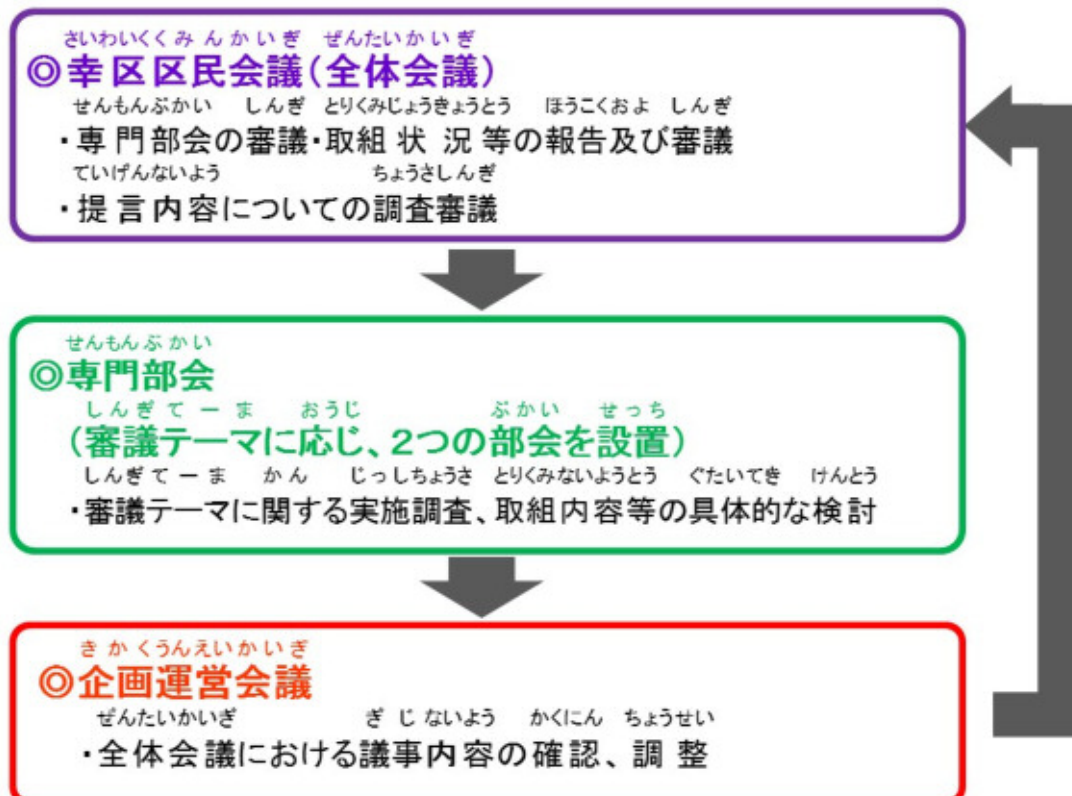 さいわいくくみんかいぎ ぜんたいかいぎ
◎幸区区民会議(全体会議)
せんもんぶかい しんぎ とりくみじょうきょうとう ほうこくおよ しんぎ
・専門部会の審議・取組状況等の報告及び審議
ていげんないよう ちょうさしんぎ
・提言内容についての調査審議
せんもんぶかい
◎専門部会
しんぎてーま おうじ ぶかい せっち
(審議テーマに応じ、2つの部会を設置)
しんぎてーま かん じっしちょうさ とりくみないようとう ぐたいてき けんとう
・審議テーマに関する実施調査、取組内容等の具体的な検討
きかくうんえいかいぎ
◎企画運営会議
ぜんたいかいぎ ぎじないよう かくにん ちょうせい
・全体会議における議事内容の確認、調整